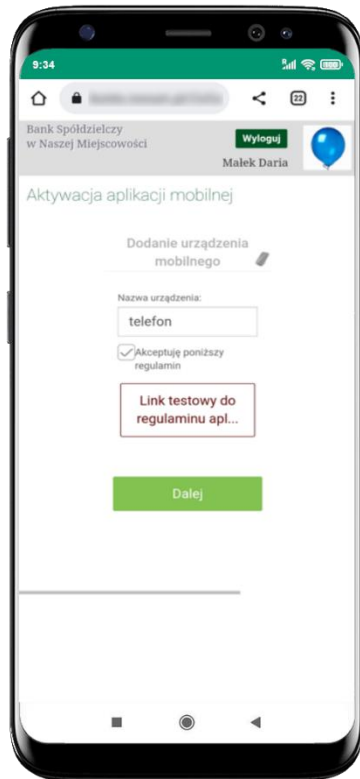 9:34
22
Bank Spółdzielczy
w Naszej Miejscowości
Wyloguj
Małek Daria
Aktywacja aplikacji mobilnej
Dodanie urządzenia
mobilnego
Nazwa urządzenia:
telefon
Akceptuję poniższy
regulamin
Link testowy do
regulaminu apl...
Dalej